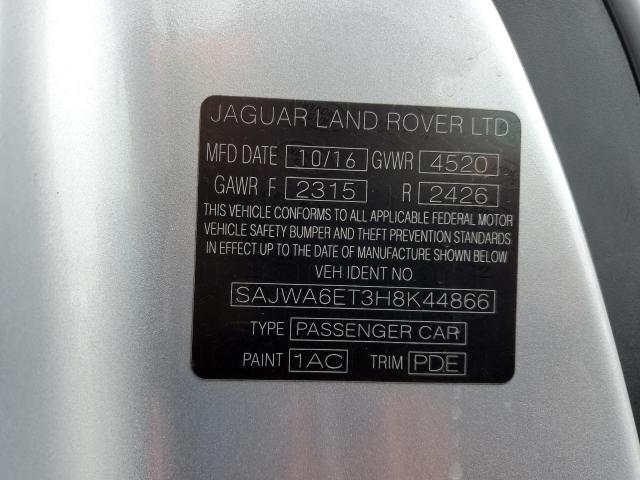 JAGUAR LAND ROVER LTD
MFD DATE 10/16 GVWR 4520
GAWR F 2315 R 2426
THIS VEHICLE CONFORMS TO ALL APPLICABLE FEDERAL MOTOR
VEHICLE SAFETY BUMPER AND THEFT PREVENTION STANDARDS
IN EFFECT UP TO THE DATE OF MANUFACTURE SHOWN ABOVE
VEH IDENT NO
SAJWA6ET3H8K44866
TYPE PASSENGER CAR
PAINT 1AC TRIM PDE